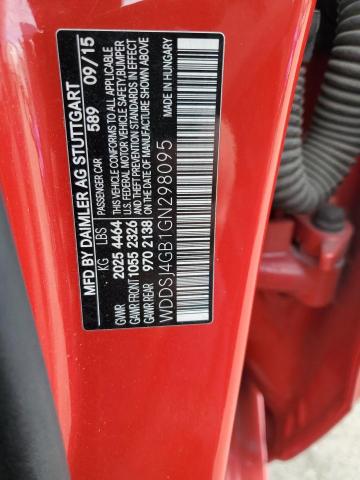 MFD BY DAIMLER AG STUTTGART
PASSENGER CAR 589 09/15
KG LBS THIS VEHICLE CONFORMS TO ALL APPLICABLE
GVWR 2025 4464 U.S. FEDERAL MOTOR VEHICLE SAFETY, BUMPER
GAWR FRONT 1055 2326 AND THEFT PREVENTION STANDARDS IN EFFECT
GAWR REAR 970 2138 ON THE DATE OF MANUFACTURE SHOWN ABOVE
WDDSJ4GB1GN298095 MADE IN HUNGARY